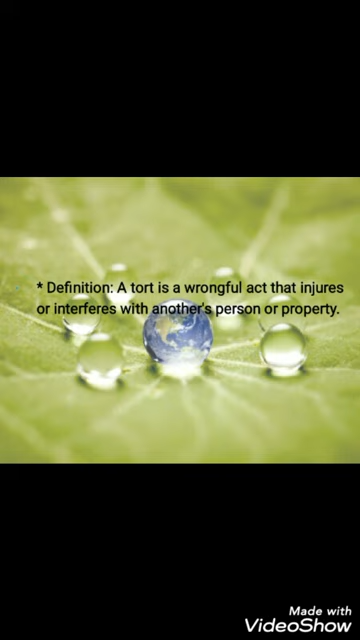 * Definition: A tort is a wrongful act that injures
or interferes with another's person or property.
Made with
VideoShow